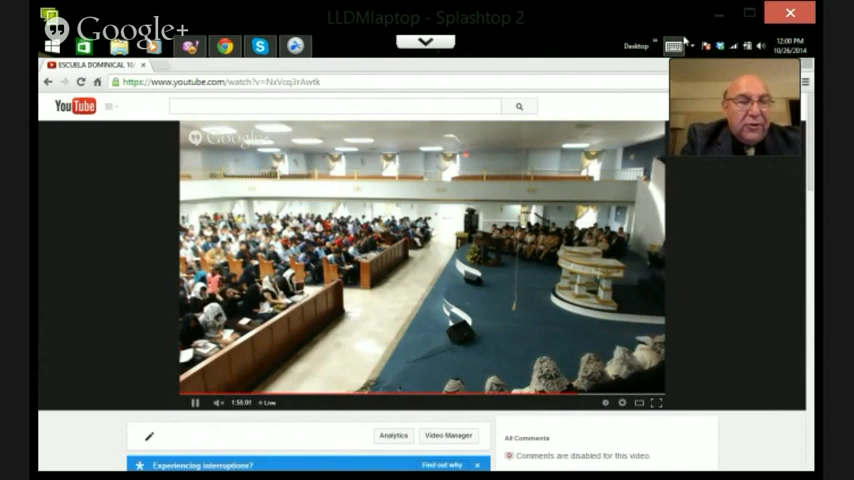 LLDMlaptop - Splashtop 2
Google+
Desktop
12:00 PM
10/26/2014
ESCUELA DOMINICAL 10/
https://www.youtube.com/watch?v=NxVcq3rAwtk
YouTube
Google+
1:55:01
Live
Analytics
Video Manager
All Comments
Comments are disabled for this video.
Experiencing interruptions?
Find out why